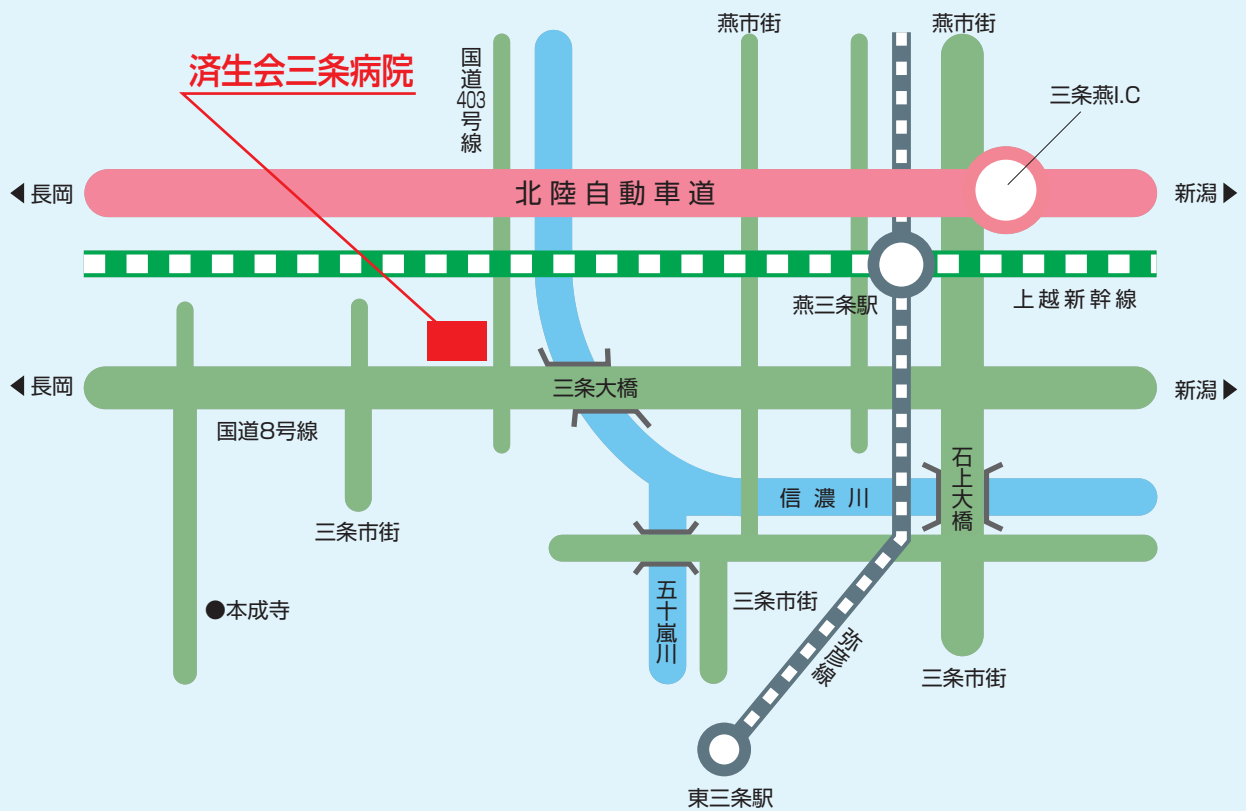 燕市街
燕市街
済生会三条病院
国道403号線
三条燕I.C
長岡
北陸自動車道
新潟
燕三条駅
上越新幹線
長岡
三条大橋
新潟
国道8号線
石上大橋
信濃川
三条市街
本成寺
五十嵐川
三条市街
弥彦線
三条市街
東三条駅